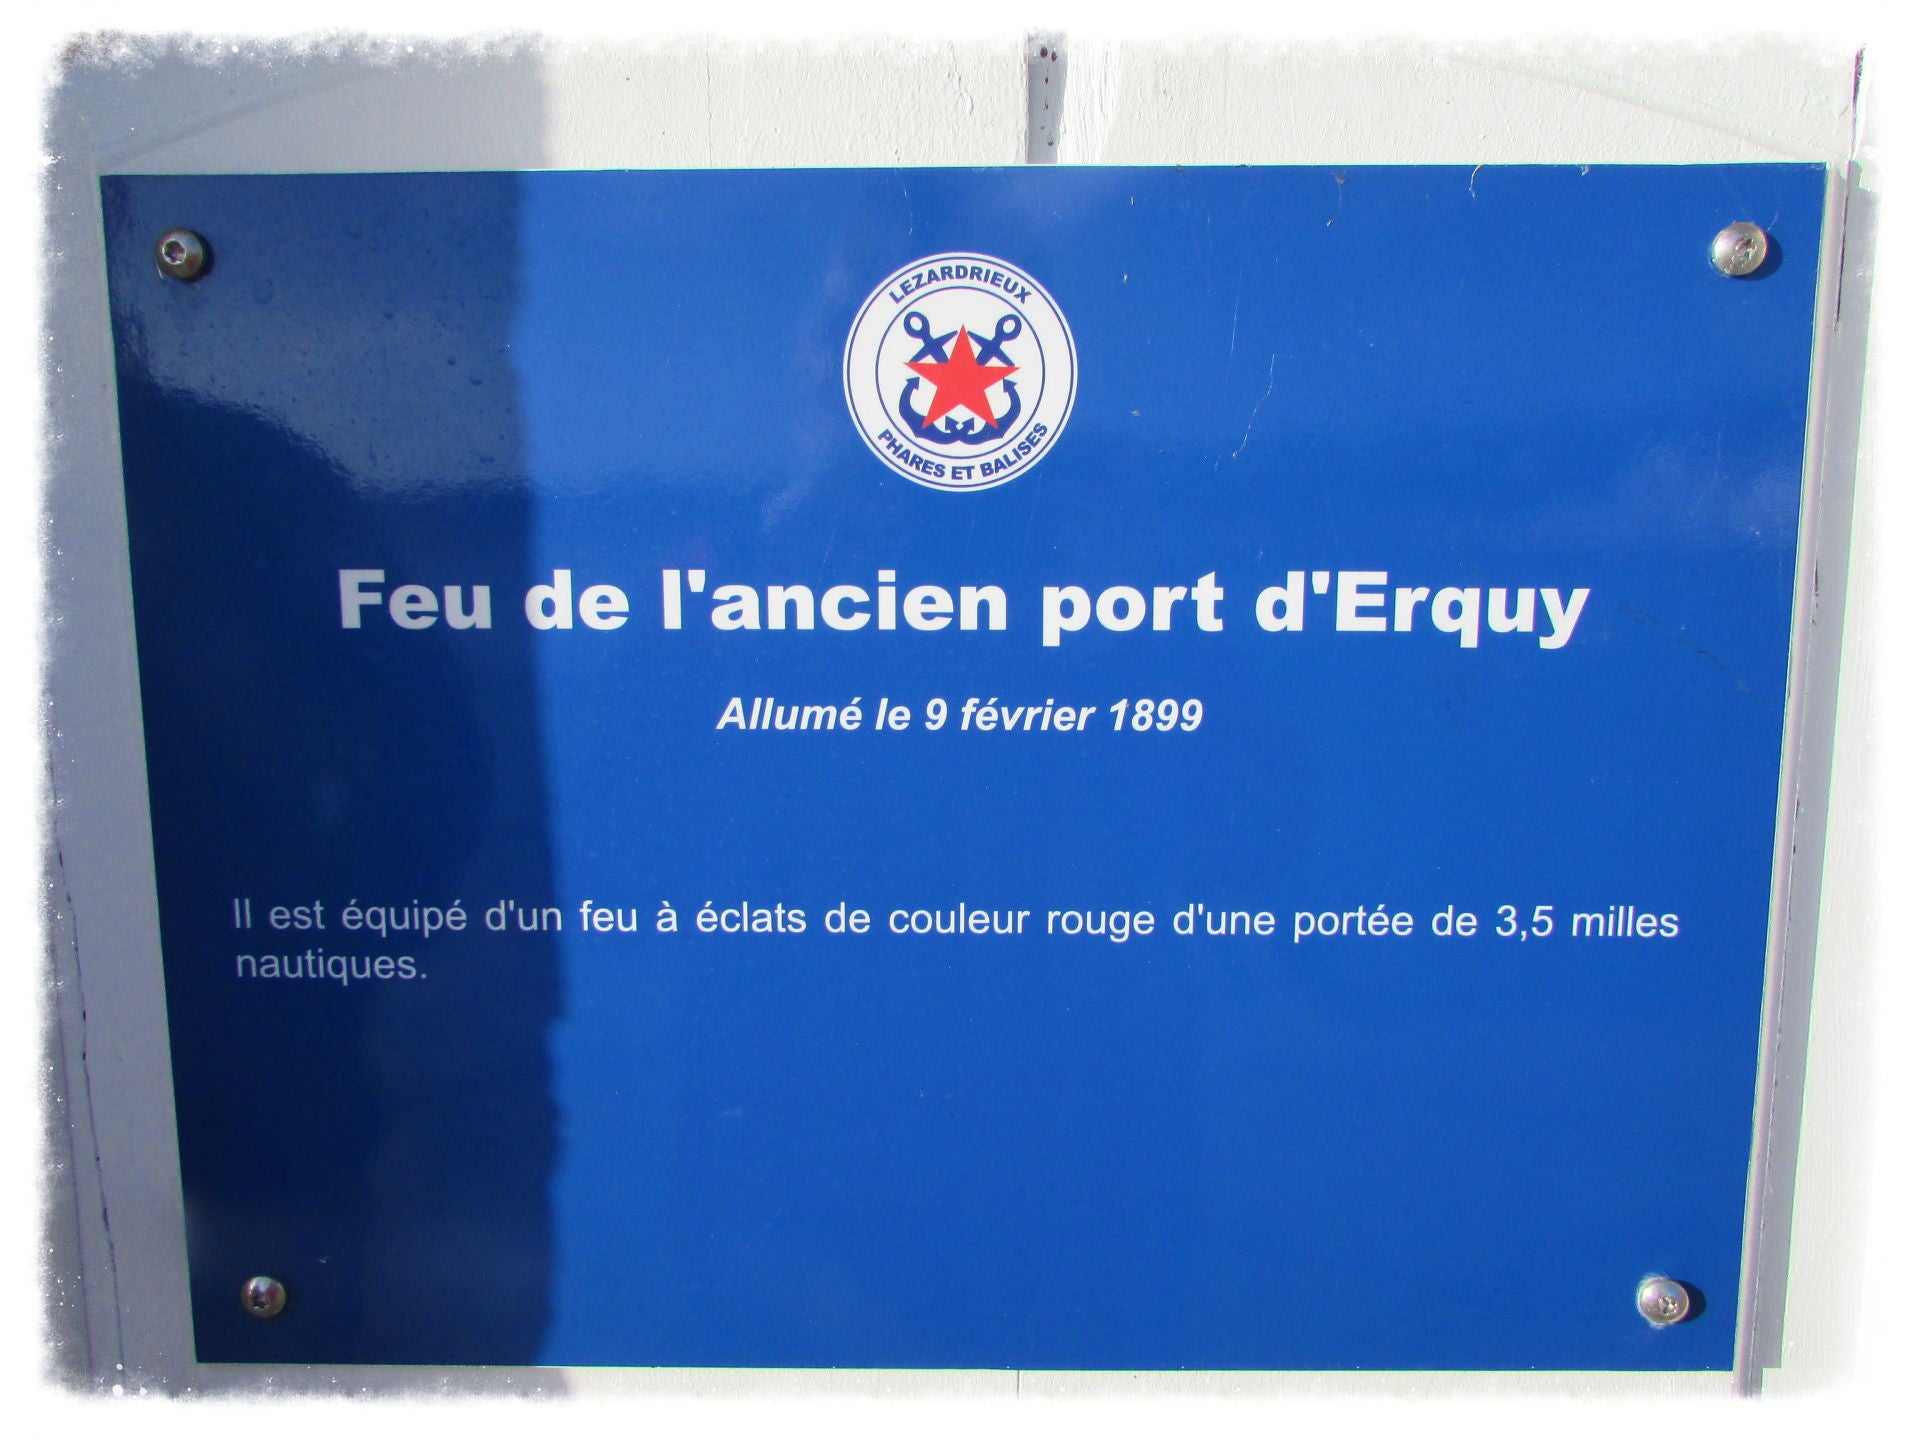 LEZARDRIEUX
PHARES ET BALISES
Feu de l'ancien port d'Erquy
Allumé le 9 février 1899
Il est équipé d'un feu à éclats de couleur rouge d'une portée de 3,5 milles
nautiques.